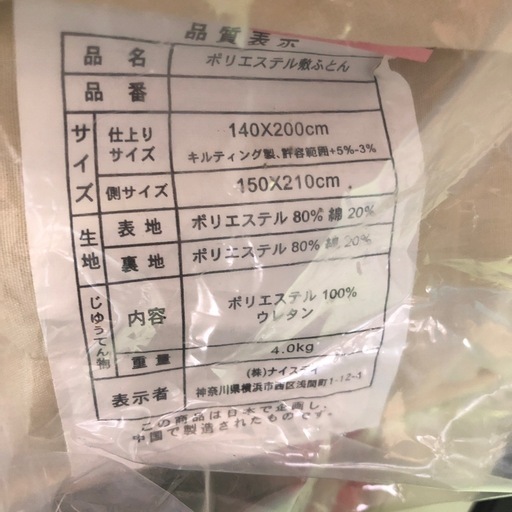 品質表示
品名 ポリエステル敷ふとん
品番
サイズ 仕上りサイズ 140X200cm
キルティング製、許容範囲+5%-3%
側サイズ 150X210cm
生地 表地 ポリエステル 80% 綿 20%
裏地 ポリエステル 80% 綿 20%
じゆうてん物 内容 ポリエステル 100%
ウレタン
重量 4.0kg
表示者 (株)ナイスデイ
神奈川県横浜市西区浅間町1-12-3
この商品は日本で企画し、
中国で製造されたものです。